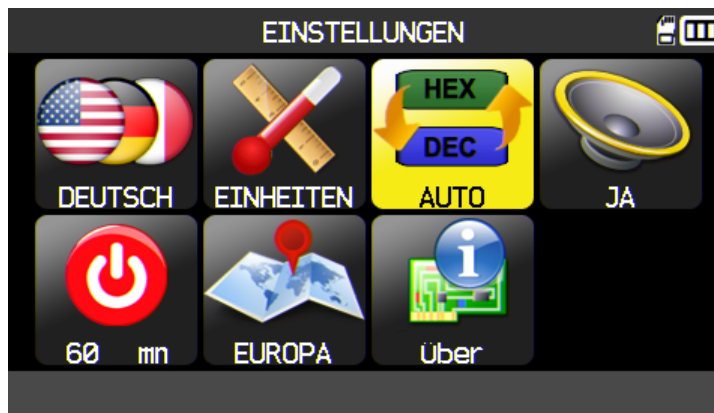 EINSTELLUNGEN
HEX
DEC
DEUTSCH EINHEITEN AUTO JA
60 mn EUROPA Über